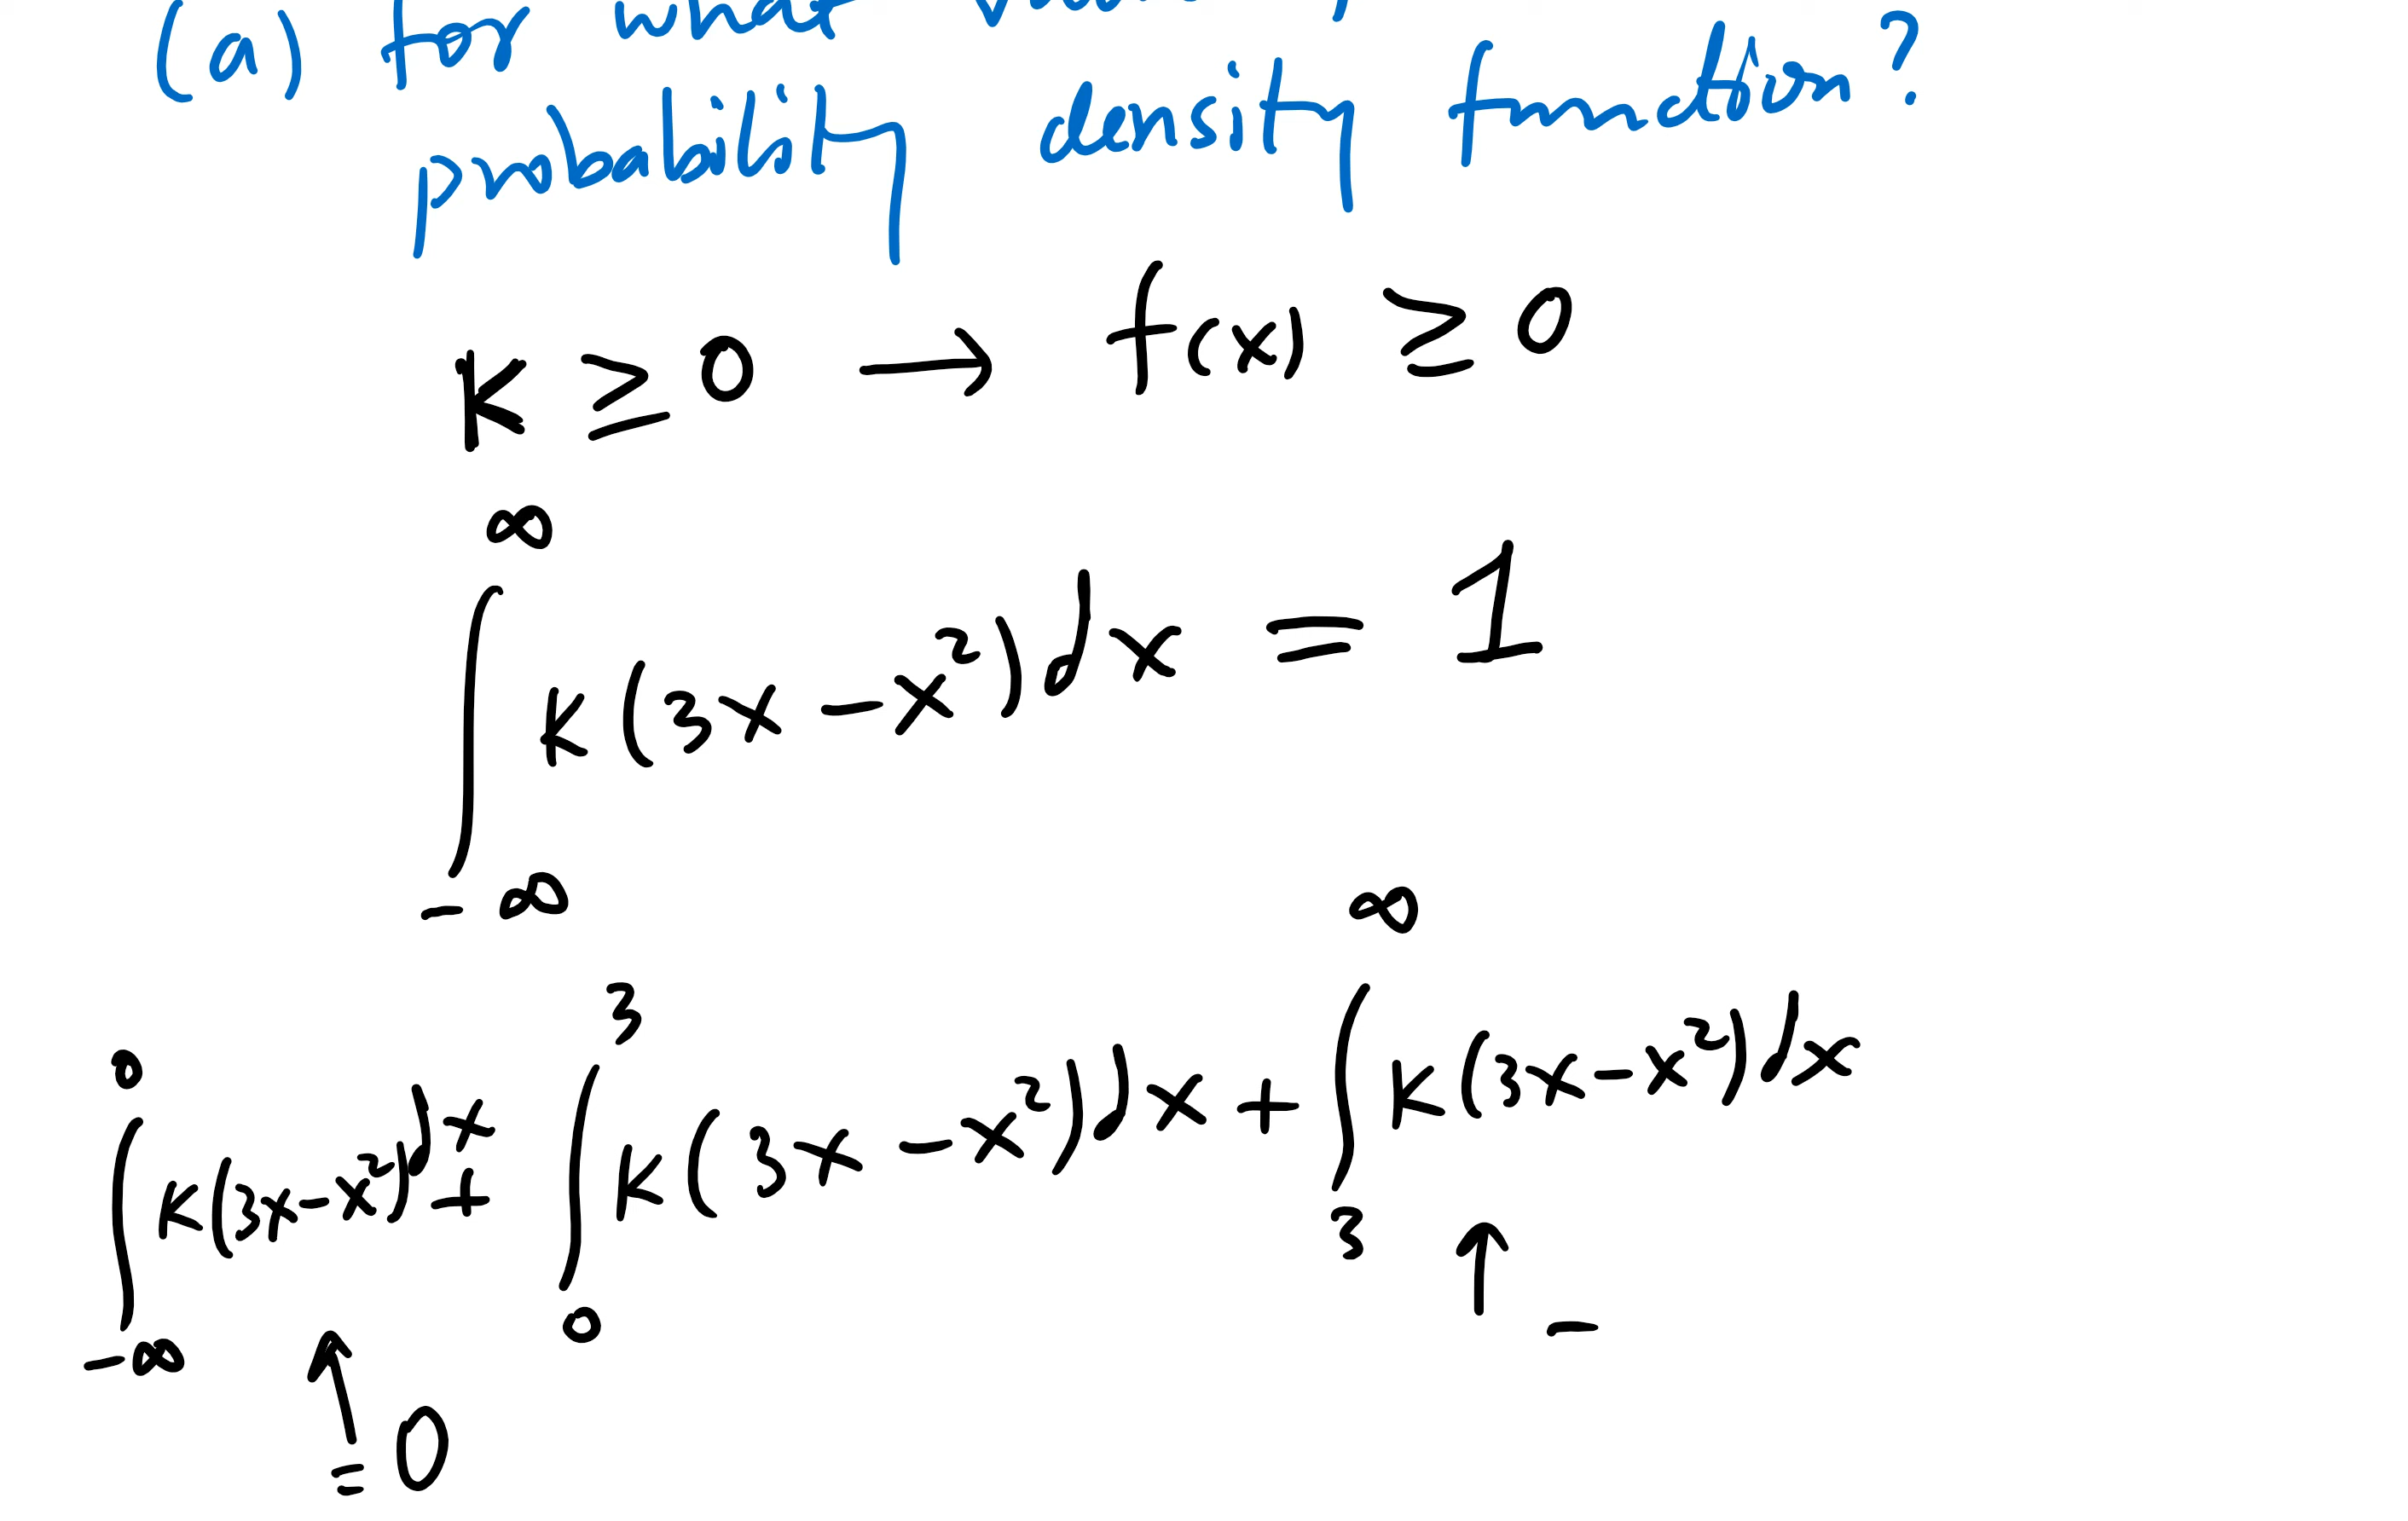 (a) for what
probability density function?
K ≥ 0 → f(x) ≥ 0
∫_{-∞}^{∞} K(3x - x²)dx = 1
∫_{-∞}^{0} K(3x - x²)dx + ∫_{0}^{3} K(3x - x²)dx + ∫_{3}^{∞} K(3x - x²)dx
↑ = 0 ↑ -